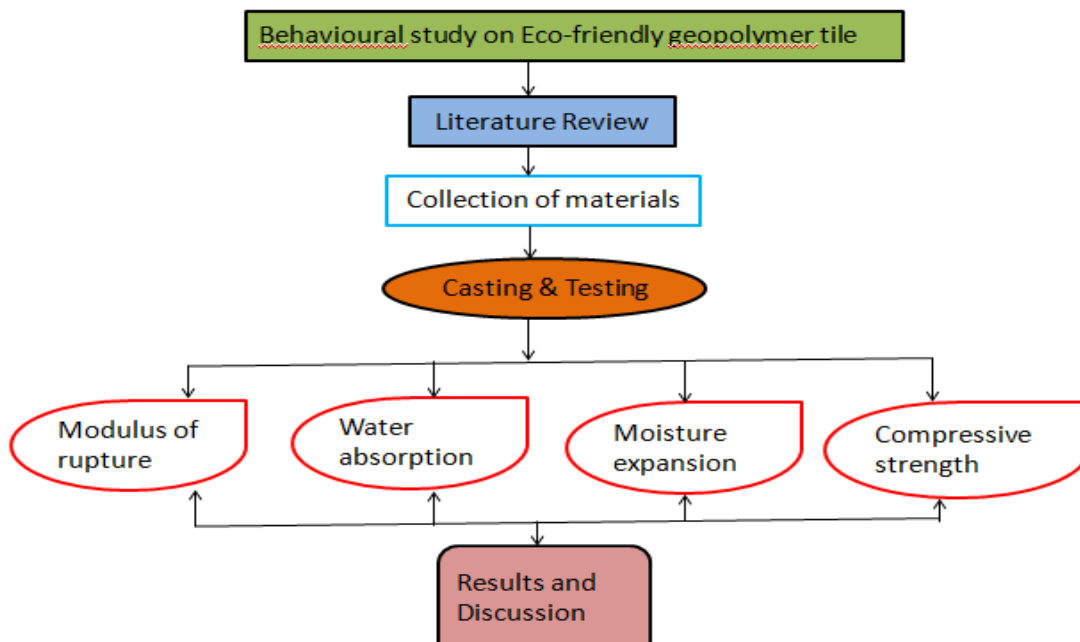 Behavioural study on Eco-friendly geopolymer tile
Literature Review
Collection of materials
Casting & Testing
Modulus of
rupture
Water
absorption
Moisture
expansion
Compressive
strength
Results and
Discussion